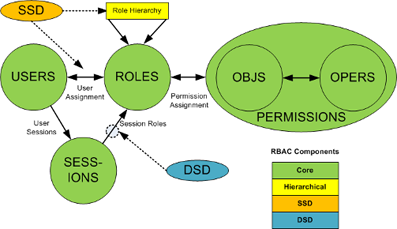 SSD
Role Hierarchy
USERS
User
Assignment
ROLES
Permission
Assignment
OBJS
OPERS
PERMISSIONS
User
Sessions
Session Roles
SESS-
IONS
DSD
RBAC Components
Core
Hierarchical
SSD
DSD